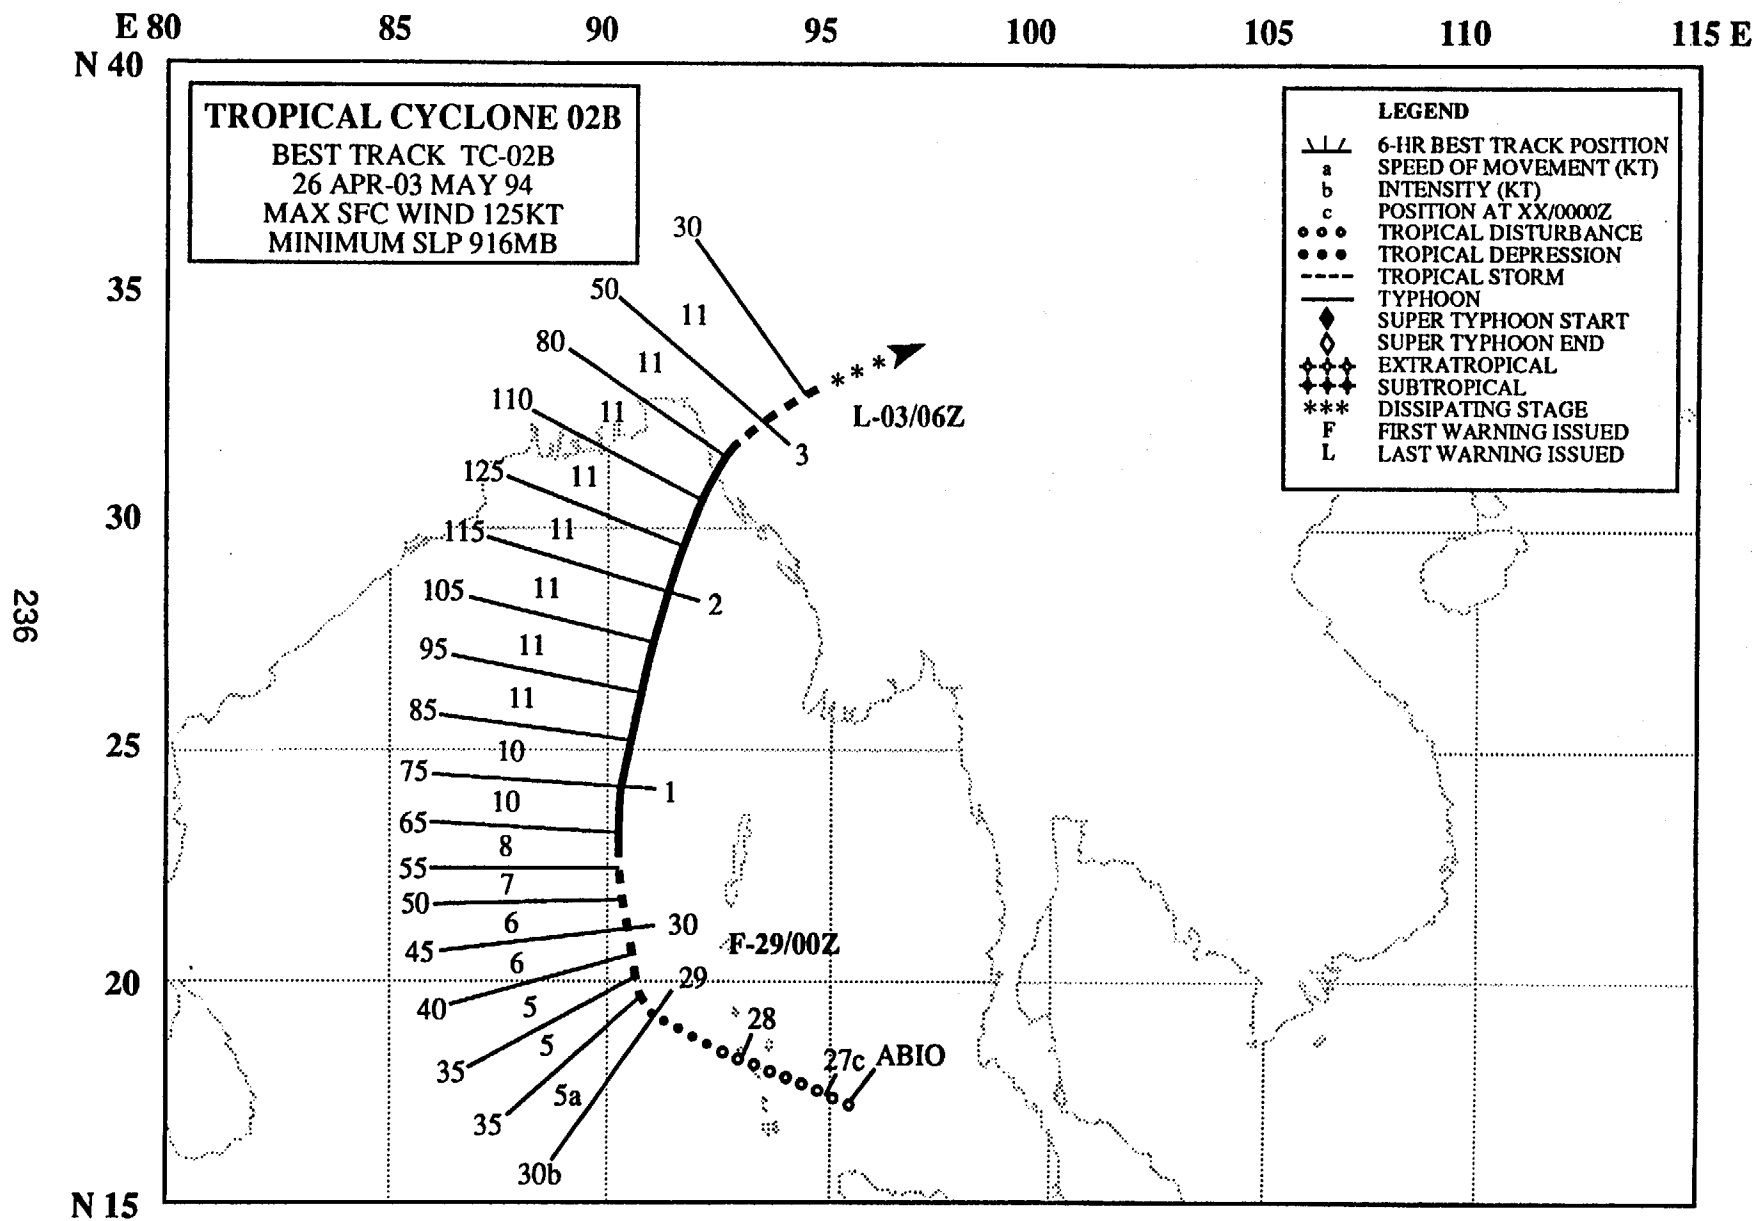 E 80 85 90 95 100 105 110 115 E
N 40
TROPICAL CYCLONE 02B
BEST TRACK TC-02B
26 APR-03 MAY 94
MAX SFC WIND 125KT
MINIMUM SLP 916MB
LEGEND
6-HR BEST TRACK POSITION
a SPEED OF MOVEMENT (KT)
b INTENSITY (KT)
c POSITION AT XX/0000Z
TROPICAL DISTURBANCE
TROPICAL DEPRESSION
TROPICAL STORM
TYPHOON
SUPER TYPHOON START
SUPER TYPHOON END
EXTRATROPICAL
SUBTROPICAL
*** DISSIPATING STAGE
F FIRST WARNING ISSUED
L LAST WARNING ISSUED
30
35
50
11
80
11
***
110
11
L-03/06Z
3
125
11
30
115
11
105
11
2
95
11
85
11
25
10
75
1
10
65
8
55
7
50
6
30
45
F-29/00Z
6
20
29
40
5
28
5
35
27c
ABIO
5a
35
30b
N 15
236